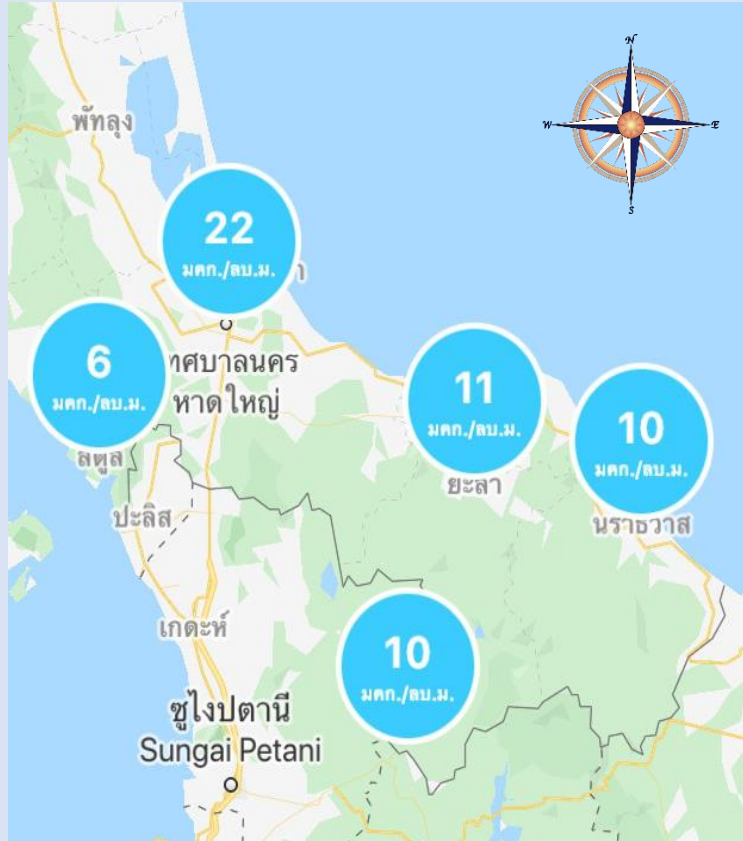 N
W
E
S
พัทลุง
22
มคก./ลบ.ม.
า
6
มคก./ลบ.ม.
ทศบาลนคร
หาดใหญ่
11
มคก./ลบ.ม.
10
มคก./ลบ.ม.
สตูล
ยะลา
ปะลิส
นราธิวาส
เกดะห์
10
มคก./ลบ.ม.
ซูไงปตานี
Sungai Petani